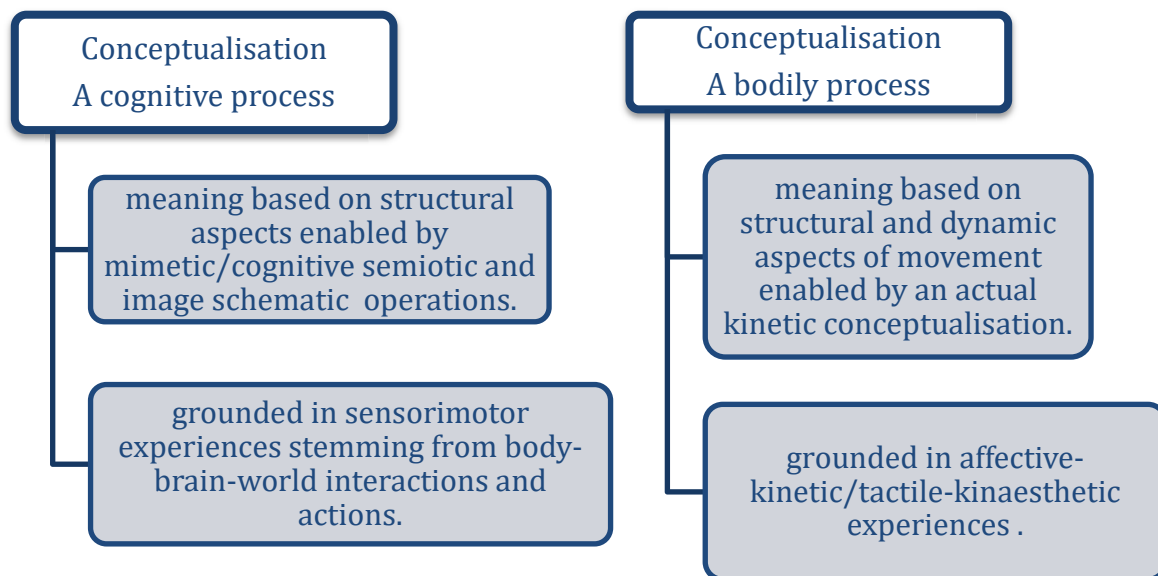 Conceptualisation
A cognitive process
meaning based on structural
aspects enabled by
mimetic/cognitive semiotic and
image schematic operations.
grounded in sensorimotor
experiences stemming from body-
brain-world interactions and
actions.
Conceptualisation
A bodily process
meaning based on
structural and dynamic
aspects of movement
enabled by an actual
kinetic conceptualisation.
grounded in affective-
kinetic/tactile-kinaesthetic
experiences .